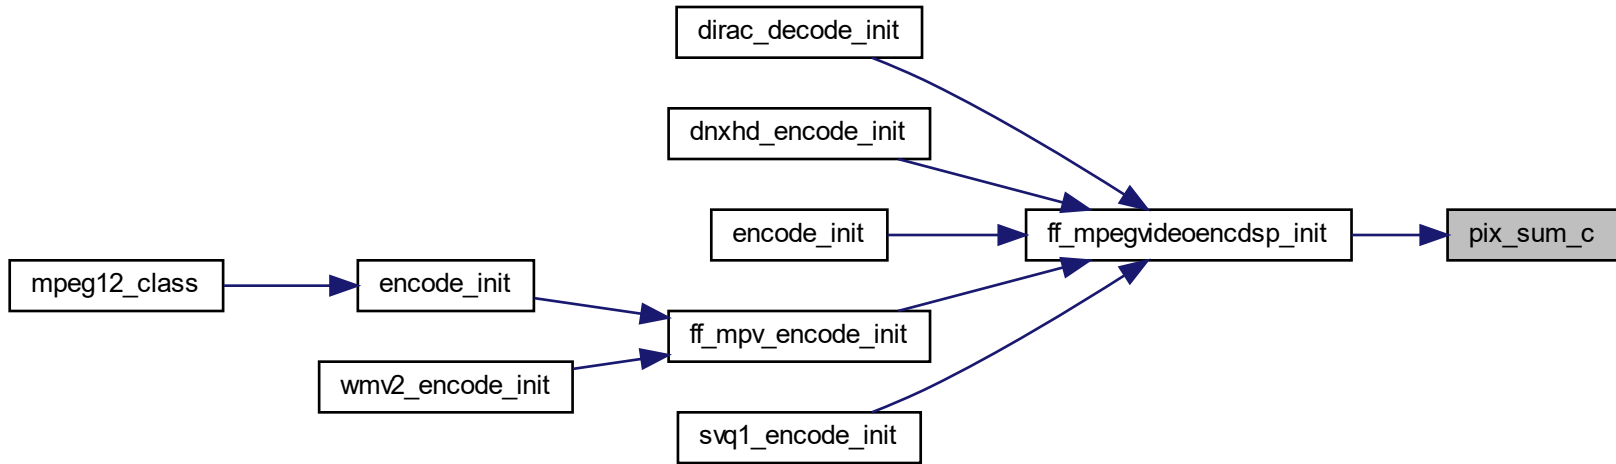 dirac_decode_init
dnxhd_encode_init
encode_init
ff_mpegvideoencdsp_init
pix_sum_c
mpeg12_class
encode_init
ff_mpv_encode_init
wmv2_encode_init
svq1_encode_init